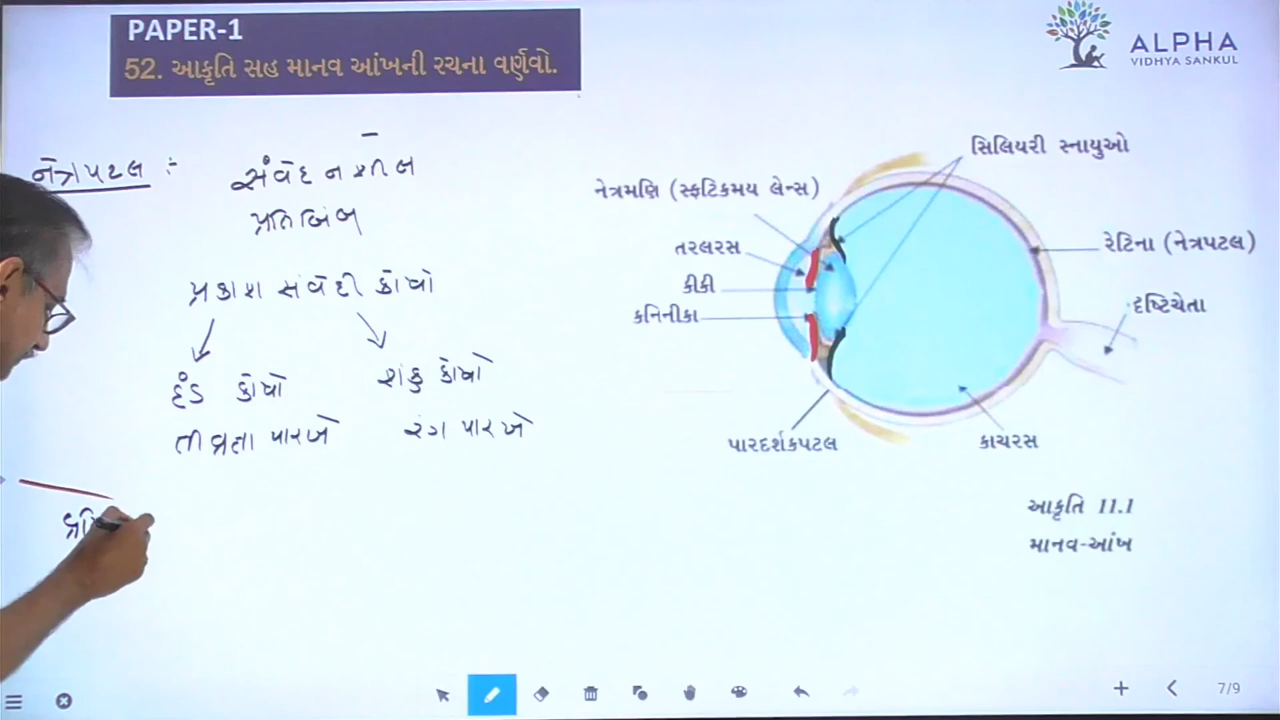 PAPER-1
52. આકૃતિ સહ માનવ આંખની રચના વર્ણવો.
ALPHA
VIDHYA SANKUL
નેત્રપટલ :-
સંવેદનશીલ
પ્રતિબિંબ
પ્રકાશ સંવેદી કોષો
દંડ કોષો
શંકુ કોષો
તીવ્રતા પારખે
રંગ પારખે
સિલિયરી સ્નાયુઓ
નેત્રમણિ (સ્ફટિકમય લેન્સ)
તરલરસ
કીકી
કનિનીકા
રેટિના (નેત્રપટલ)
દૃષ્ટિચેતા
પારદર્શકપટલ
કાચરસ
આકૃતિ 11.1
માનવ-આંખ
7/9